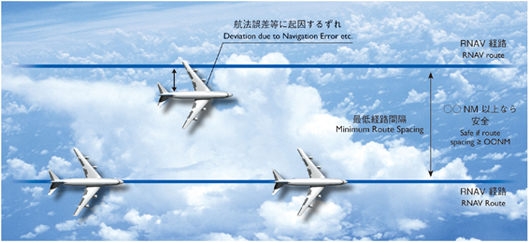 航法誤差等に起因するずれ
Deviation due to Navigation Error etc.
RNAV 経路
RNAV route
最低経路間隔
Minimum Route Spacing
○○NM 以上なら
安全
Safe if route
spacing ≥ OONM
RNAV 経路
RNAV Route